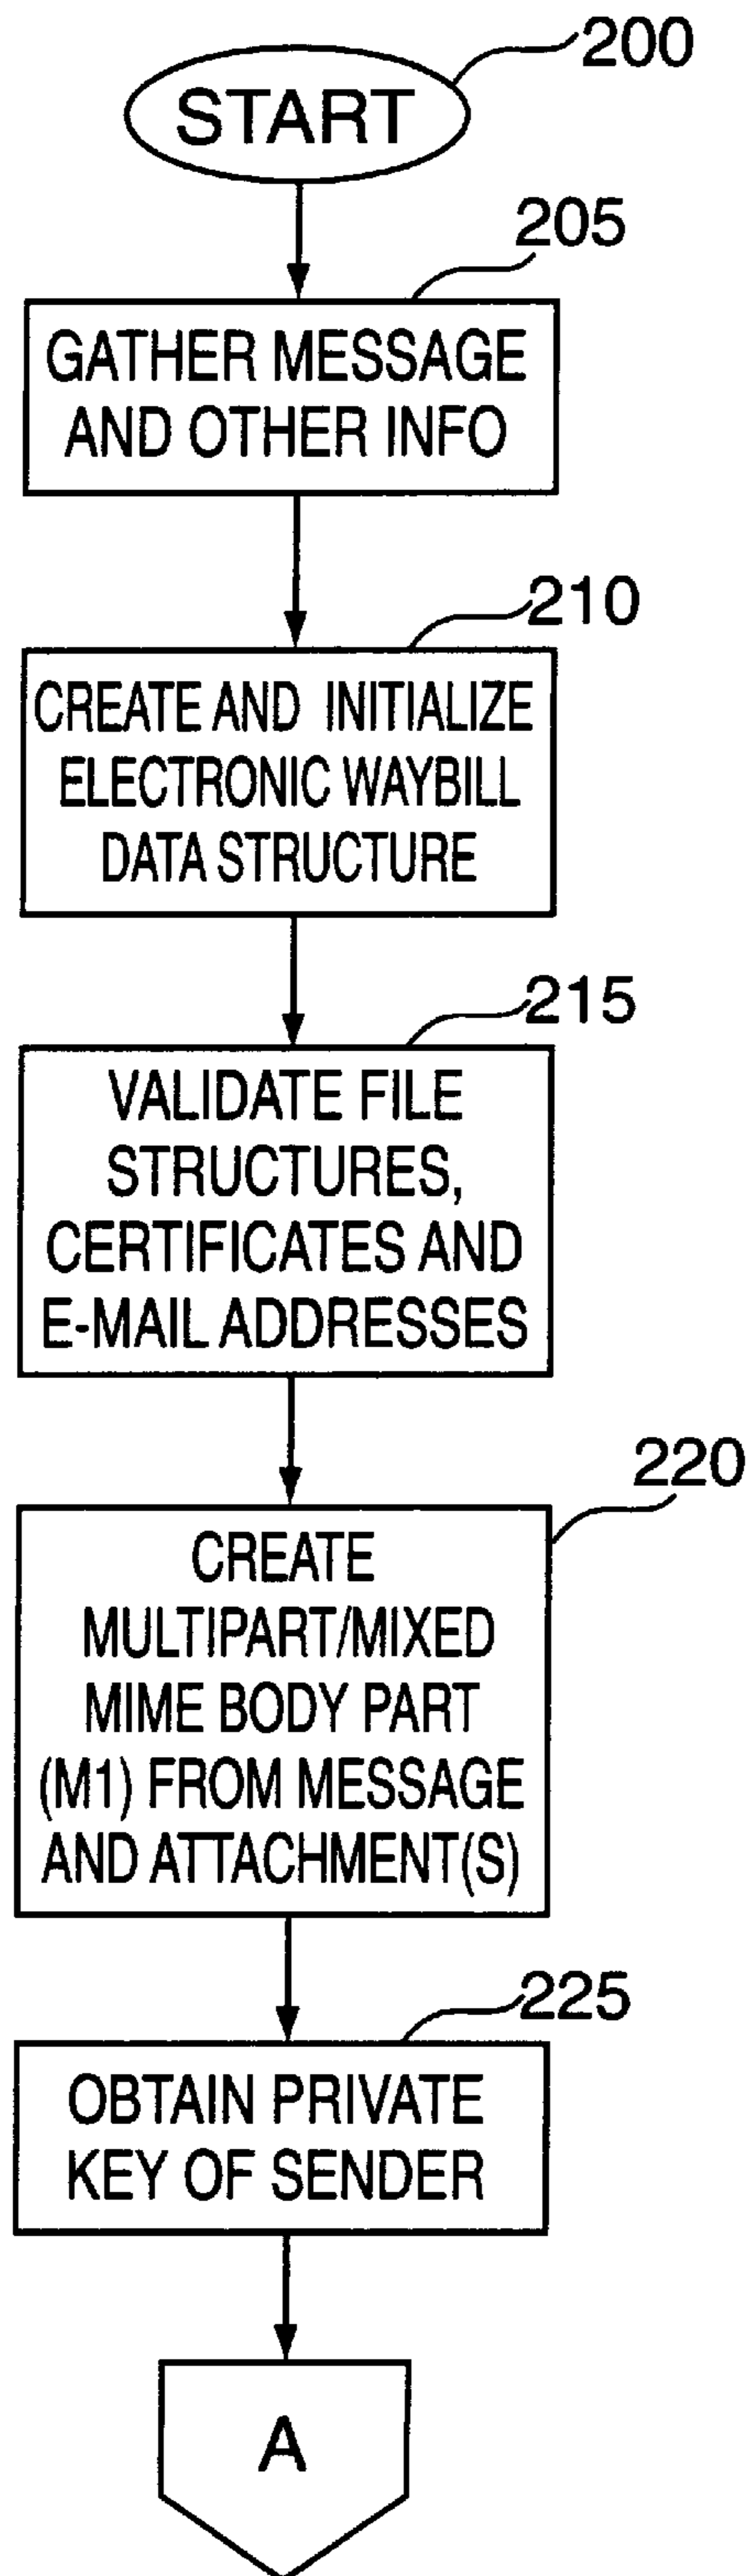 200
START
205
GATHER MESSAGE
AND OTHER INFO
210
CREATE AND INITIALIZE
ELECTRONIC WAYBILL
DATA STRUCTURE
215
VALIDATE FILE
STRUCTURES,
CERTIFICATES AND
E-MAIL ADDRESSES
220
CREATE
MULTIPART/MIXED
MIME BODY PART
(M1) FROM MESSAGE
AND ATTACHMENT(S)
225
OBTAIN PRIVATE
KEY OF SENDER
A